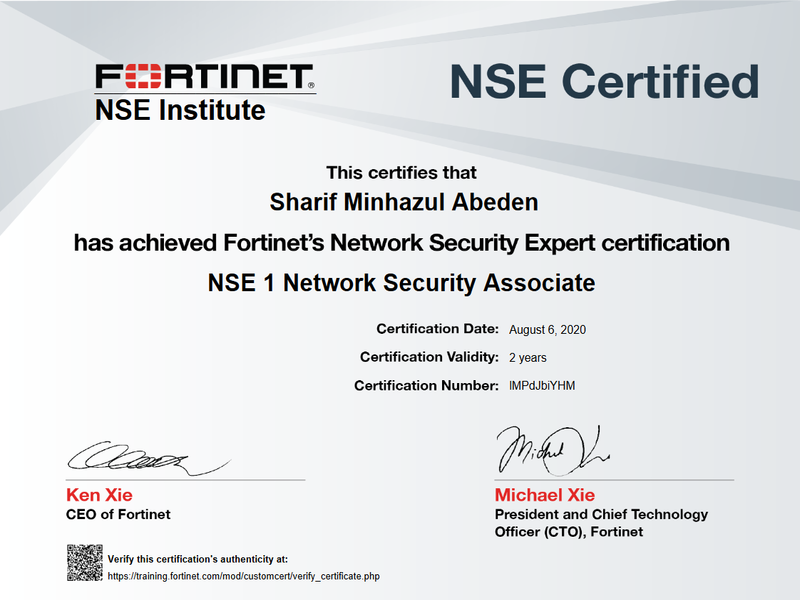 FORTINET®
NSE Institute
NSE Certified
This certifies that
Sharif Minhazul Abeden
has achieved Fortinet's Network Security Expert certification
NSE 1 Network Security Associate
Certification Date: August 6, 2020
Certification Validity: 2 years
Certification Number: IMPdJbiYHM
Ken Xie
CEO of Fortinet
Michael Xie
President and Chief Technology
Officer (CTO), Fortinet
Verify this certification's authenticity at:
https://training.fortinet.com/mod/customcert/verify_certificate.php